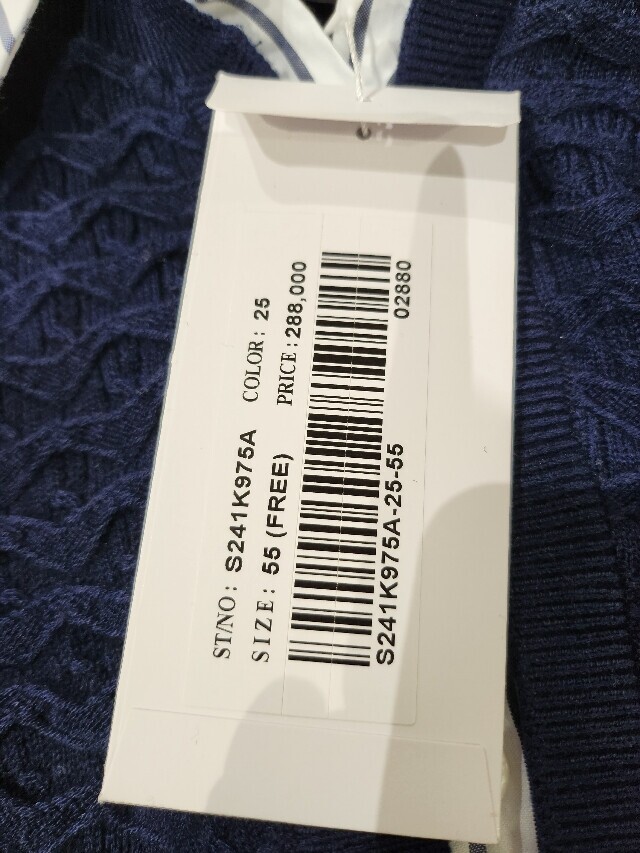 ST/NO : S241K975A COLOR : 25
SIZE : 55 (FREE) PRICE : 288,000
02880
S241K975A-25-55